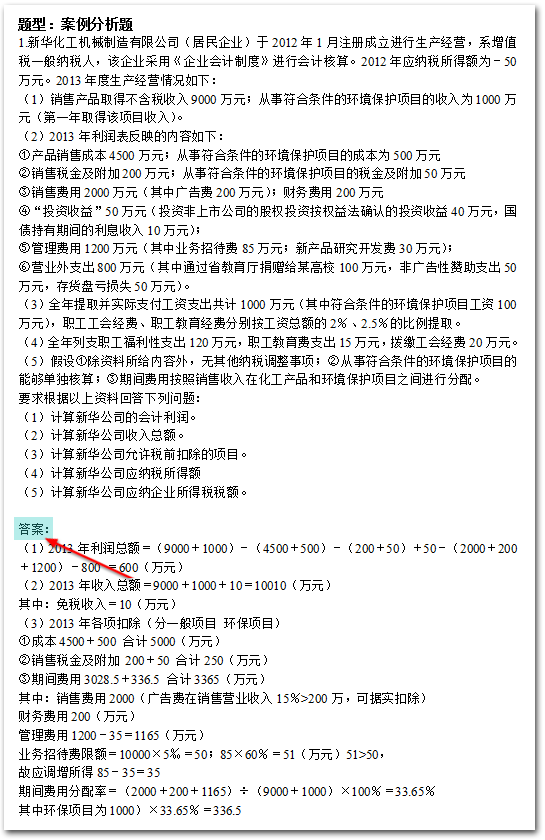 题型：案例分析题
1.新华化工机械制造有限公司（居民企业）于 2012 年 1 月注册成立进行生产经营，系增值
税一般纳税人，该企业采用《企业会计制度》进行会计核算。2012 年应纳税所得额为－50
万元。2013 年度生产经营情况如下：
（1）销售产品取得不含税收入 9000 万元；从事符合条件的环境保护项目的收入为 1000 万
元（第一年取得该项目收入）。
（2）2013 年利润表反映的内容如下：
①产品销售成本 4500 万元；从事符合条件的环境保护项目的成本为 500 万元
②销售税金及附加 200 万元；从事符合条件的环境保护项目的税金及附加 50 万元
③销售费用 2000 万元（其中广告费 200 万元）；财务费用 200 万元
④“投资收益”50 万元（投资非上市公司的股权投资按权益法确认的投资收益 40 万元，国
债持有期间的利息收入 10 万元）；
⑤管理费用 1200 万元（其中业务招待费 85 万元；新产品研究开发费 30 万元）；
⑥营业外支出 800 万元（其中通过省教育厅捐赠给某高校 100 万元，非广告性赞助支出 50
万元，存货盘亏损失 50 万元）。
（3）全年提取并实际支付工资支出共计 1000 万元（其中符合条件的环境保护项目工资 100
万元），职工工会经费、职工教育经费分别按工资总额的 2％、2.5％的比例提取。
（4）全年列支职工福利性支出 120 万元，职工教育费支出 15 万元，拨缴工会经费 20 万元。
（5）假设①除资料所给内容外，无其他纳税调整事项；②从事符合条件的环境保护项目的
能够单独核算；③期间费用按照销售收入在化工产品和环境保护项目之间进行分配。
要求根据以上资料回答下列问题：
（1）计算新华公司的会计利润。
（2）计算新华公司收入总额。
（3）计算新华公司允许税前扣除的项目。
（4）计算新华公司应纳税所得额
（5）计算新华公司应纳企业所得税税额。
答案：
（1）2013 年利润总额＝（9000＋1000）－（4500＋500）－（200＋50）＋50－（2000＋200
＋1200）－800 ＝600（万元）
（2）2013 年收入总额＝9000＋1000＋10＝10010（万元）
其中：免税收入＝10（万元）
（3）2013 年各项扣除（分一般项目 环保项目）
①成本 4500＋500 合计 5000（万元）
②销售税金及附加 200＋50 合计 250（万元）
③期间费用 3028.5＋336.5 合计 3365（万元）
其中：销售费用 2000（广告费在销售营业收入 15％>200 万，可据实扣除）
财务费用 200（万元）
管理费用 1200－35＝1165（万元）
业务招待费限额＝10000×5‰＝50；85×60％＝51（万元）51>50，
故应调增所得 85－35＝35
期间费用分配率＝（2000＋200＋1165）÷（9000＋1000）×100％＝33.65％
其中环保项目为 1000）×33.65％＝336.5